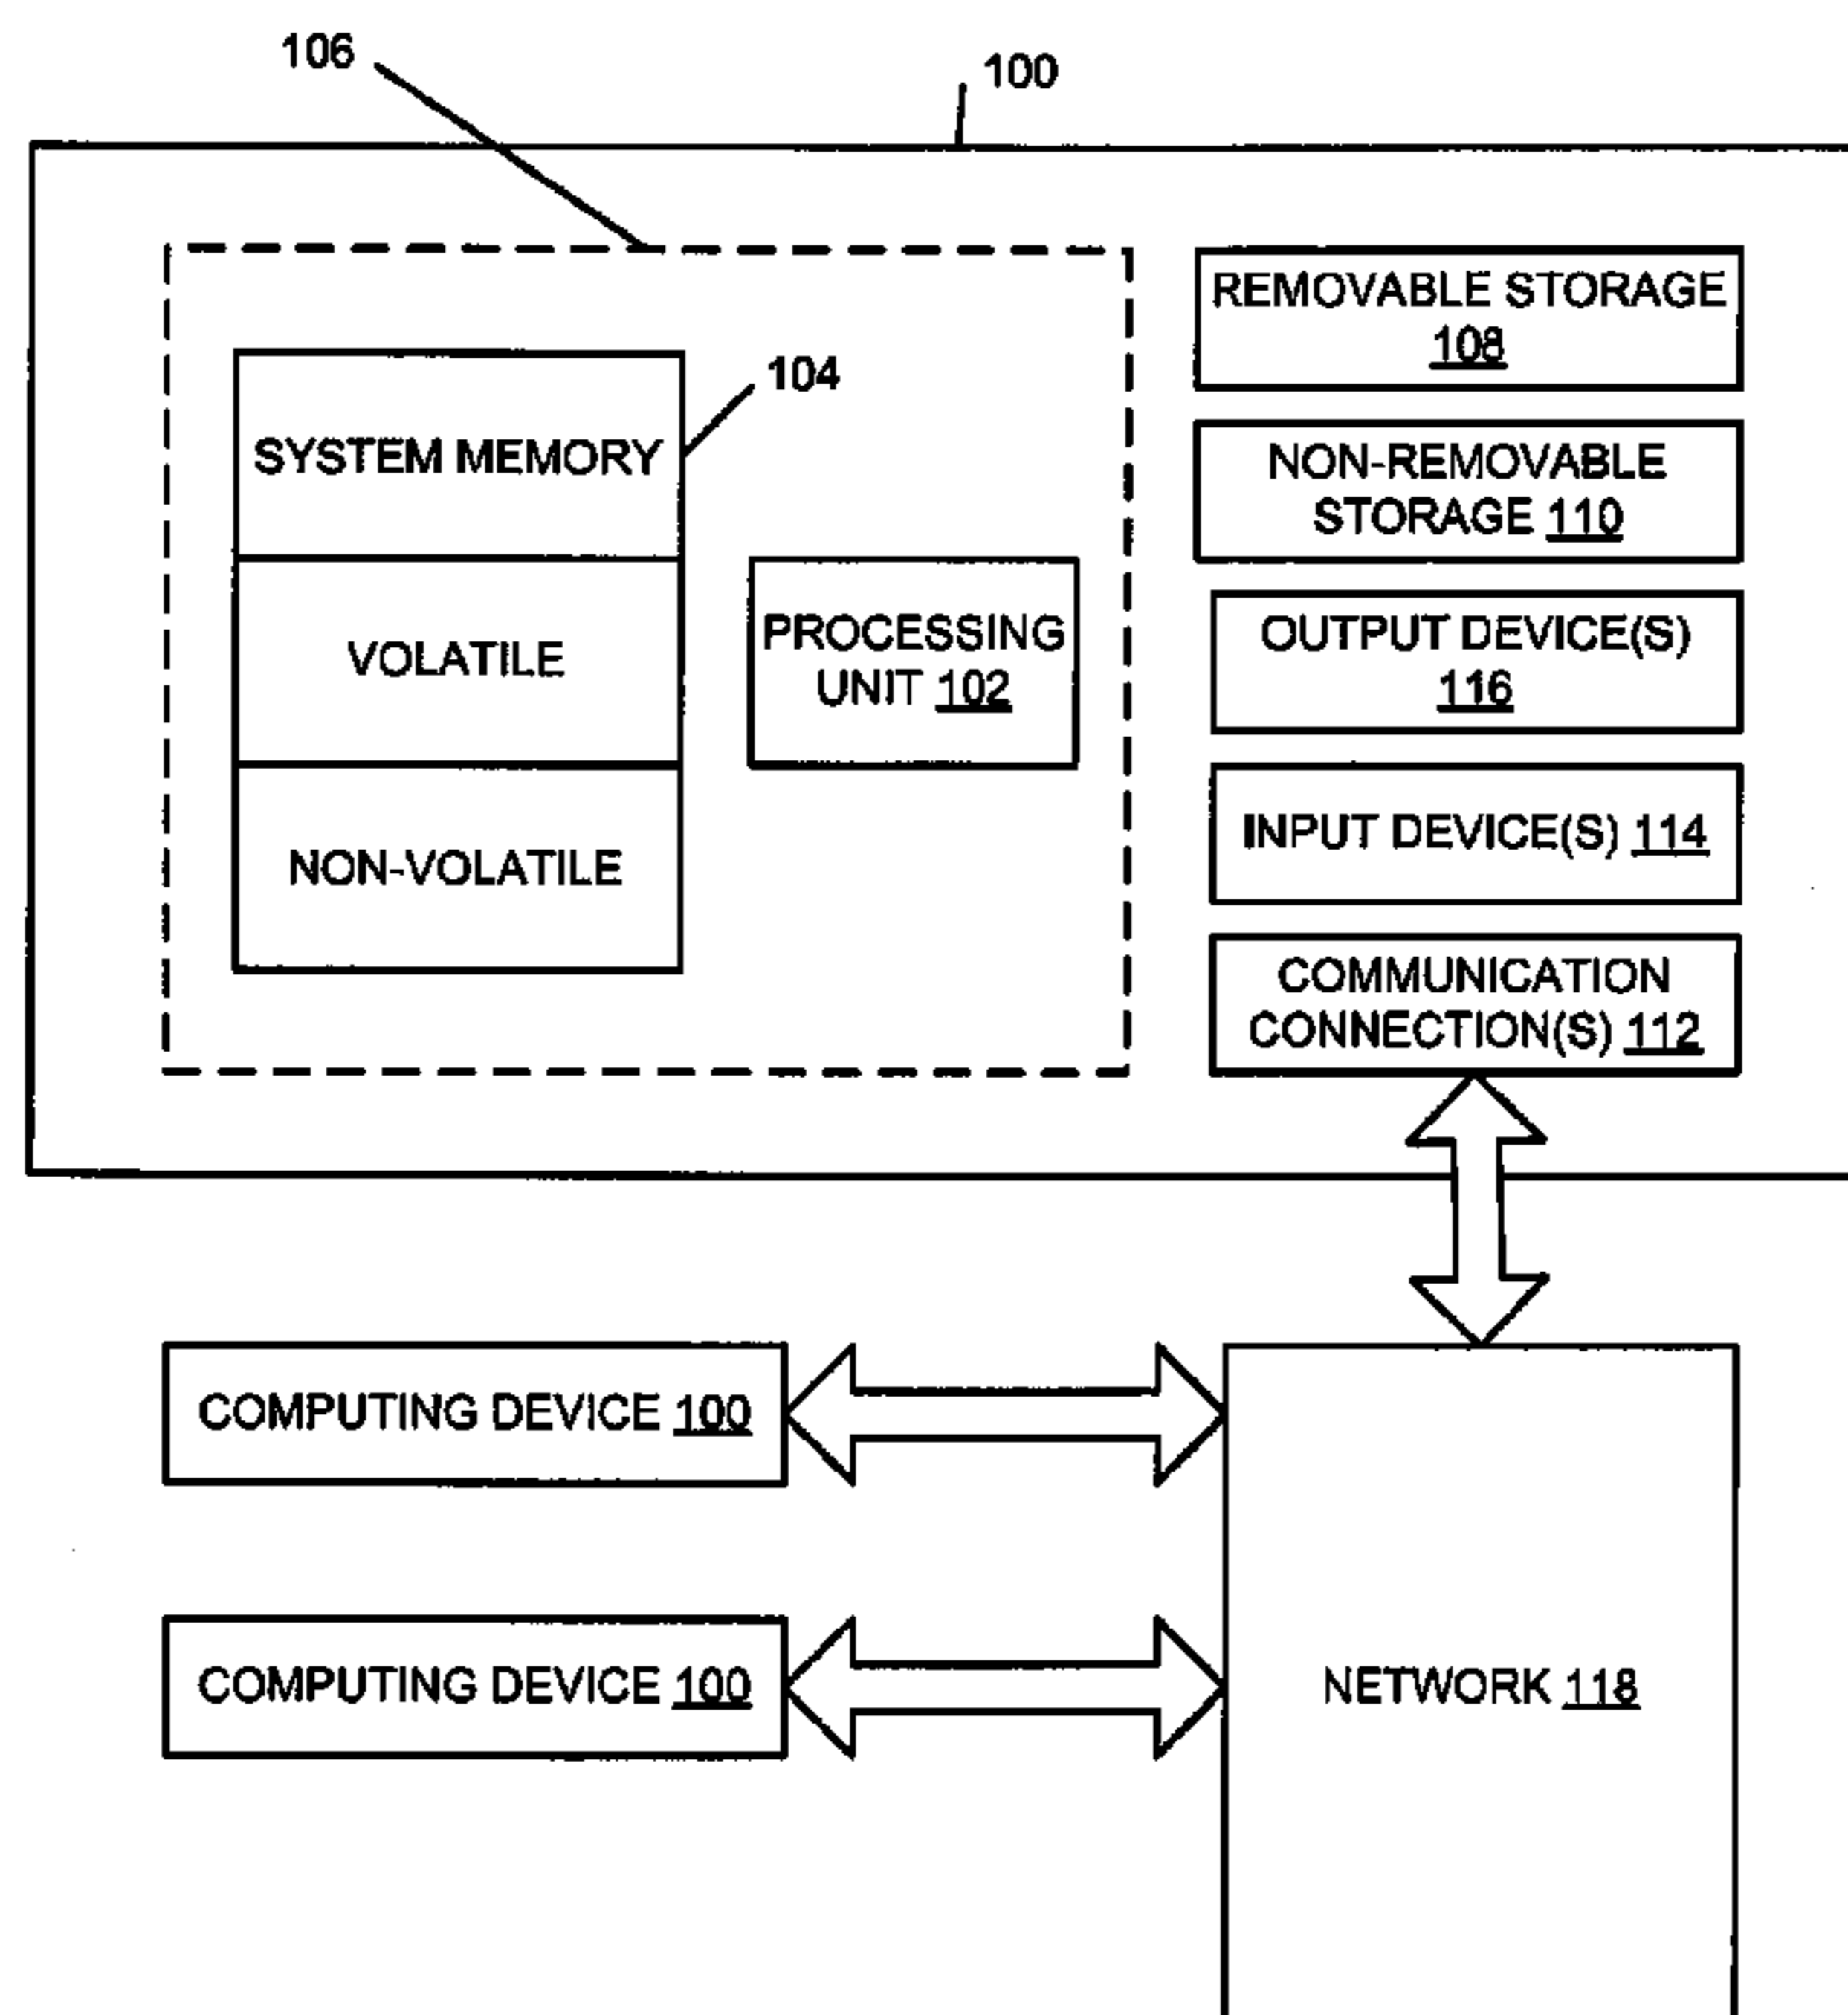 106
100
104
SYSTEM MEMORY
VOLATILE
NON-VOLATILE
PROCESSING
UNIT 102
REMOVABLE STORAGE
108
NON-REMOVABLE
STORAGE 110
OUTPUT DEVICE(S)
116
INPUT DEVICE(S) 114
COMMUNICATION
CONNECTION(S) 112
COMPUTING DEVICE 100
COMPUTING DEVICE 100
NETWORK 118